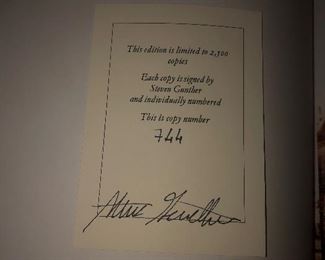 This edition is limited to 2,500
copies
Each copy is signed by
Steven Gunther
and individually numbered
This is copy number
744